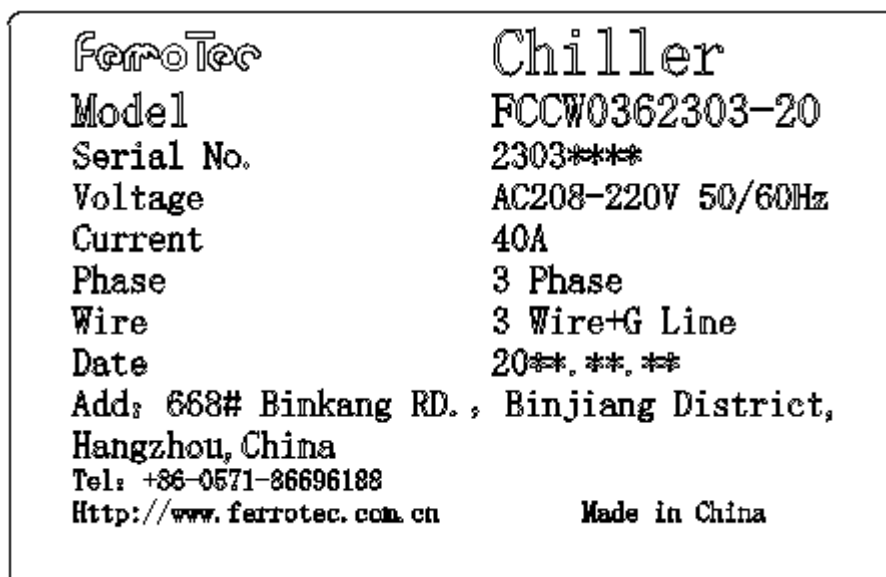 FerroTec Chiller
Model FCCW0362303-20
Serial No. 2303****
Voltage AC208-220V 50/60Hz
Current 40A
Phase 3 Phase
Wire 3 Wire+G Line
Date 20**.**.**
Add: 668# Binkang RD., Binjiang District,
Hangzhou,China
Tel: +86-0571-86696188
Http://www.ferrotec.com.cn Made in China